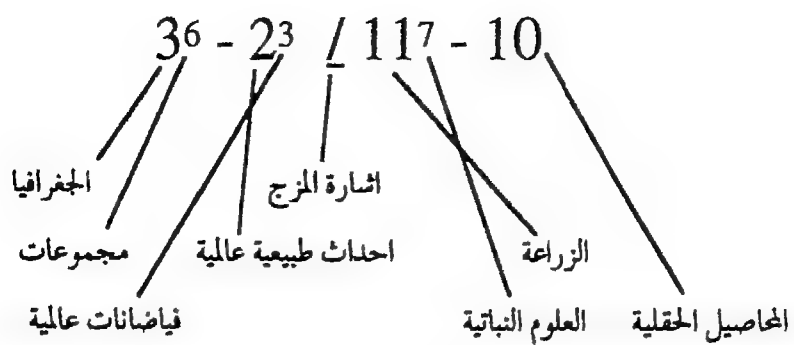 3⁶ - 2³ / 11⁷ - 10
الجغرافيا
اشارة المزج
مجموعات
احداث طبيعية عالمية
الزراعة
فياضانات عالمية
العلوم النباتية
المحاصيل الحقلية